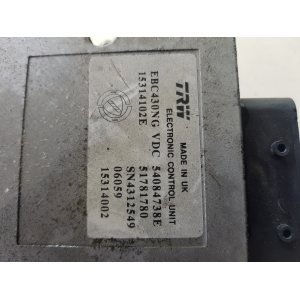 TRW
MADE IN UK
ELECTRONIC CONTROL UNIT
EBC430NG VDC 54084738E
15314102E
51781780
SN4312549
06059
15314002